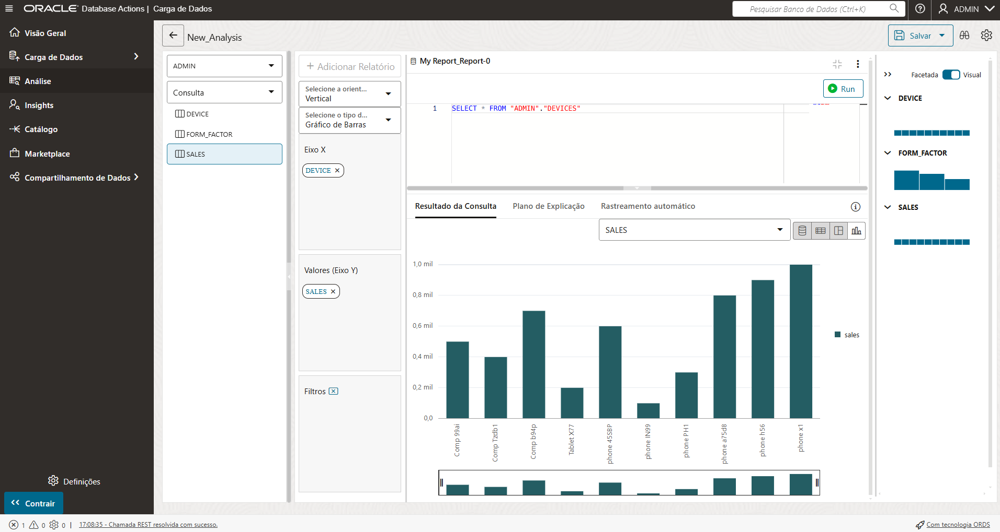 ORACLE Database Actions | Carga de Dados
Pesquisar Banco de Dados (Ctrl+K)
ADMIN
Visão Geral
Carga de Dados
Análise
Insights
Catálogo
Marketplace
Compartilhamento de Dados
Definições
Contrair
New_Analysis
Salvar
ADMIN
Consulta
DEVICE
FORM_FACTOR
SALES
+ Adicionar Relatório
Selecione a orient...
Vertical
Selecione o tipo d...
Gráfico de Barras
Eixo X
DEVICE
Valores (Eixo Y)
SALES
Filtros
My Report_Report-0
Run
1 SELECT * FROM "ADMIN"."DEVICES"
Resultado da Consulta
Plano de Explicação
Rastreamento automático
SALES
1,0 mil
0,8 mil
0,6 mil
0,4 mil
0,2 mil
0,0
Comp 99ai
Comp Tzdb1
Comp b94p
Tablet X77
phone 45SBP
phone IN99
phone PH1
phone a75d8
phone h56
phone x1
sales
Facetada
Visual
DEVICE
FORM_FACTOR
SALES
1
0
0
| 17:08:35 - Chamada REST resolvida com sucesso.
Com tecnologia ORDS